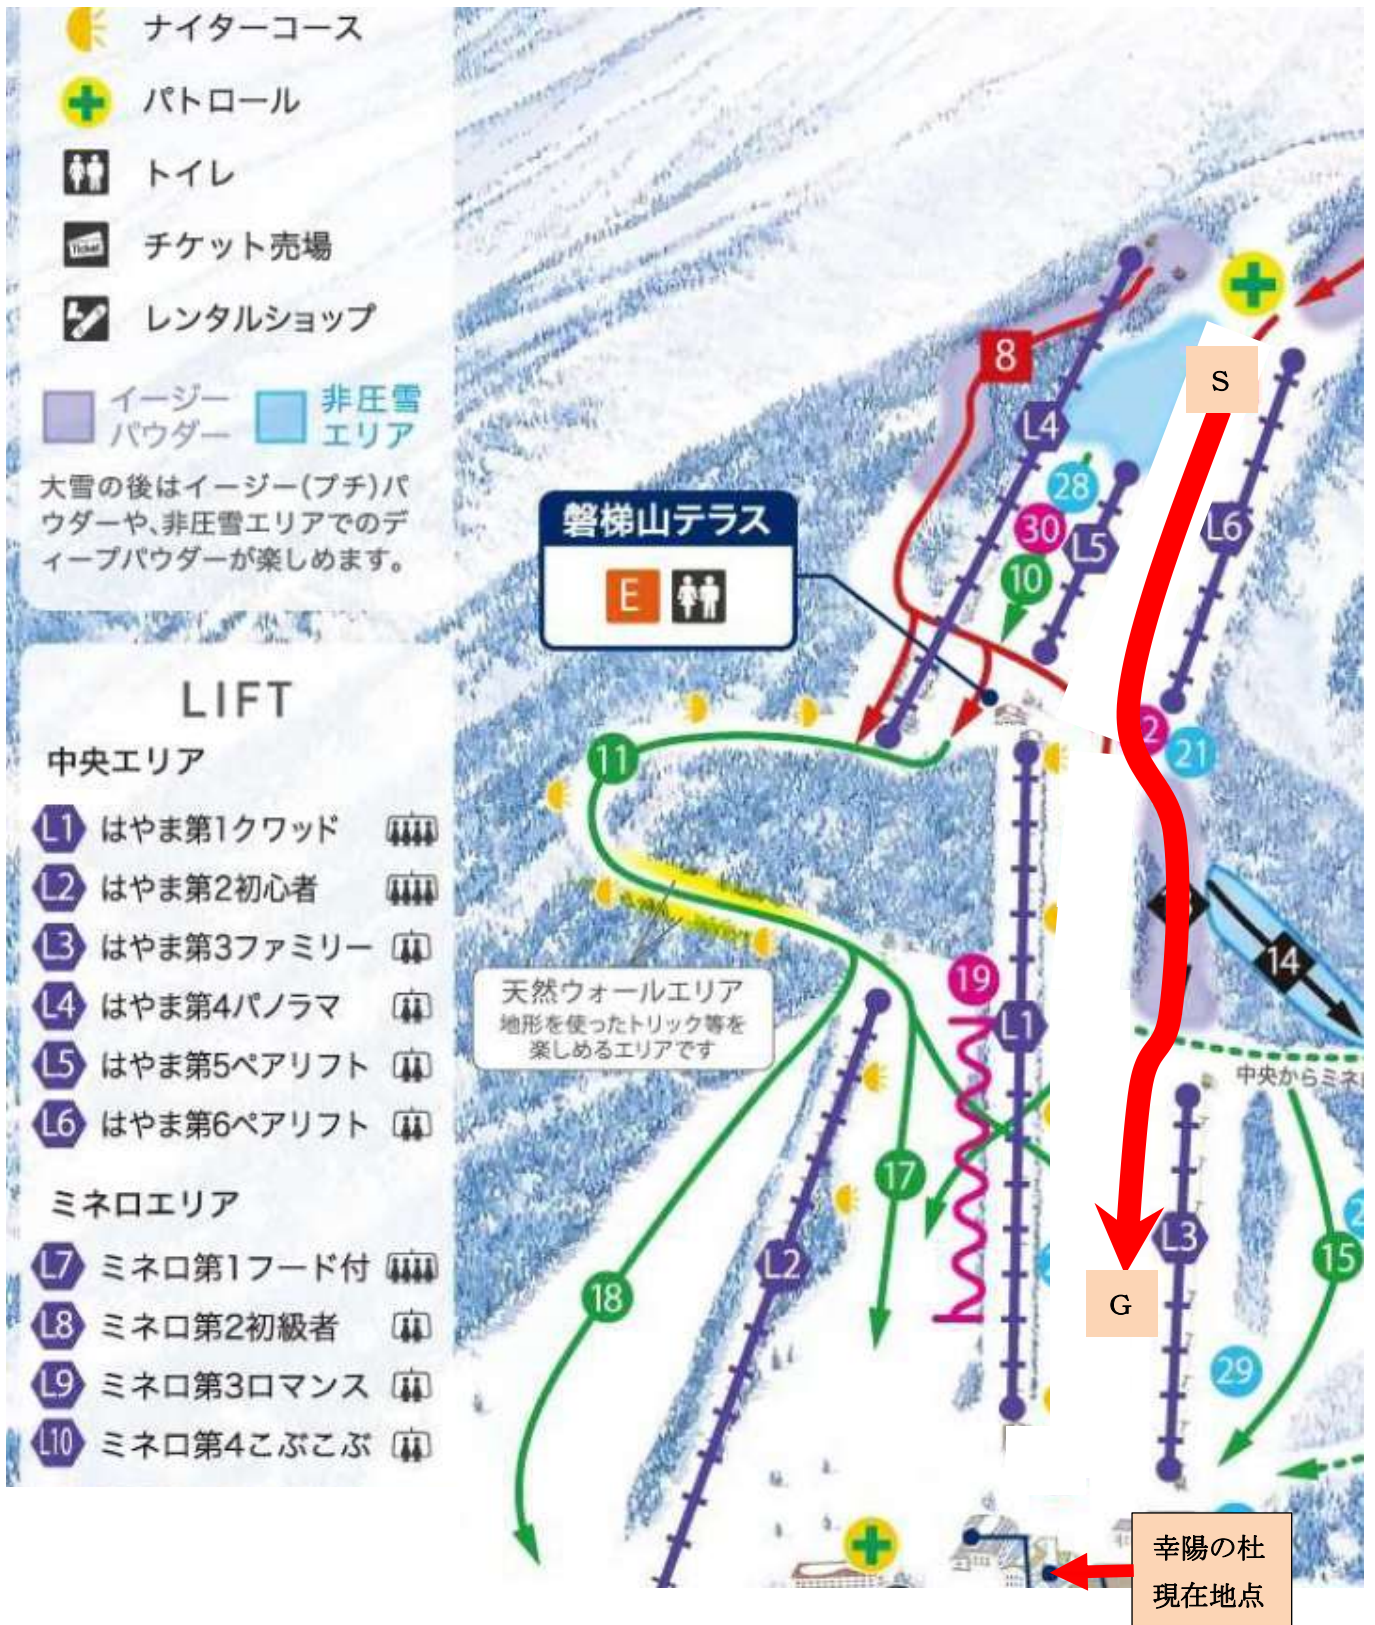 ナイターコース
パトロール
トイレ
Ticket
チケット売場
レンタルショップ
イージー
パウダー
非圧雪
エリア
大雪の後はイージー(プチ)パ
ウダーや、非圧雪エリアでのデ
ィープパウダーが楽しめます。
LIFT
中央エリア
L1 はやま第1クワッド
L2 はやま第2初心者
L3 はやま第3ファミリー
L4 はやま第4パノラマ
L5 はやま第5ペアリフト
L6 はやま第6ペアリフト
ミネロエリア
L7 ミネロ第1フード付
L8 ミネロ第2初級者
L9 ミネロ第3ロマンス
L10 ミネロ第4こぶこぶ
8
S
L4
28
30
L5
L6
10
磐梯山テラス
E
2
21
11
14
天然ウォールエリア
地形を使ったトリック等を
楽しめるエリアです
19
L1
中央からミネ
17
L2
L3
15
2
18
G
29
幸陽の杜
現在地点